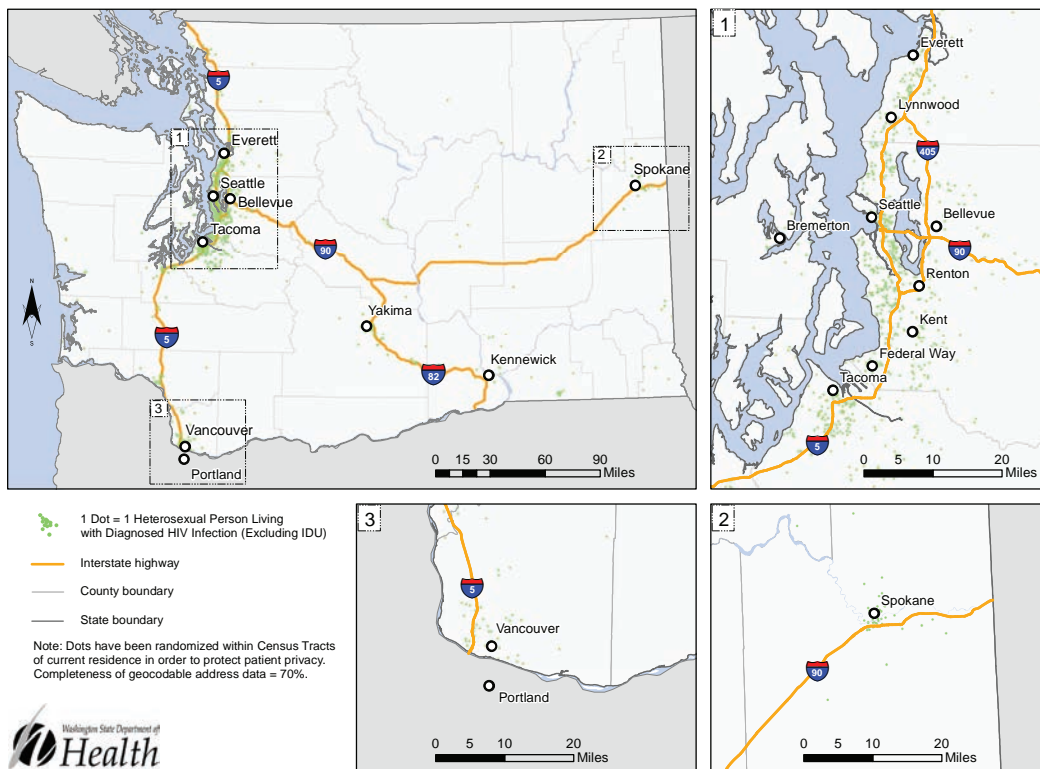 1
Everett
Seattle
Bellevue
Tacoma
2
Spokane
5
90
Yakima
5
82
Kennewick
3
Vancouver
Portland
N
S
0 15 30 60 90
Miles
1
Everett
Lynnwood
405
Seattle
Bellevue
Bremerton
90
Renton
Kent
Federal Way
Tacoma
5
0 10 20
Miles
1 Dot = 1 Heterosexual Person Living
with Diagnosed HIV Infection (Excluding IDU)
Interstate highway
County boundary
State boundary
Note: Dots have been randomized within Census Tracts
of current residence in order to protect patient privacy.
Completeness of geocodable address data = 70%.
Washington State Department of
Health
3
5
Vancouver
Portland
0 5 10 20
Miles
2
Spokane
90
0 5 10 20
Miles